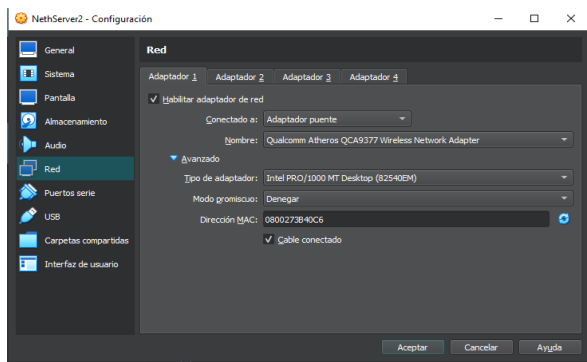 NethServer2 - Configuración
General
Sistema
Pantalla
Almacenamiento
Audio
Red
Puertos serie
USB
Carpetas compartidas
Interfaz de usuario
Red
Adaptador 1 Adaptador 2 Adaptador 3 Adaptador 4
Habilitar adaptador de red
Conectado a: Adaptador puente
Nombre: Qualcomm Atheros QCA9377 Wireless Network Adapter
Avanzado
Tipo de adaptador: Intel PRO/1000 MT Desktop (82540EM)
Modo promiscuo: Denegar
Dirección MAC: 0800273B40C6
Cable conectado
Aceptar Cancelar Ayuda